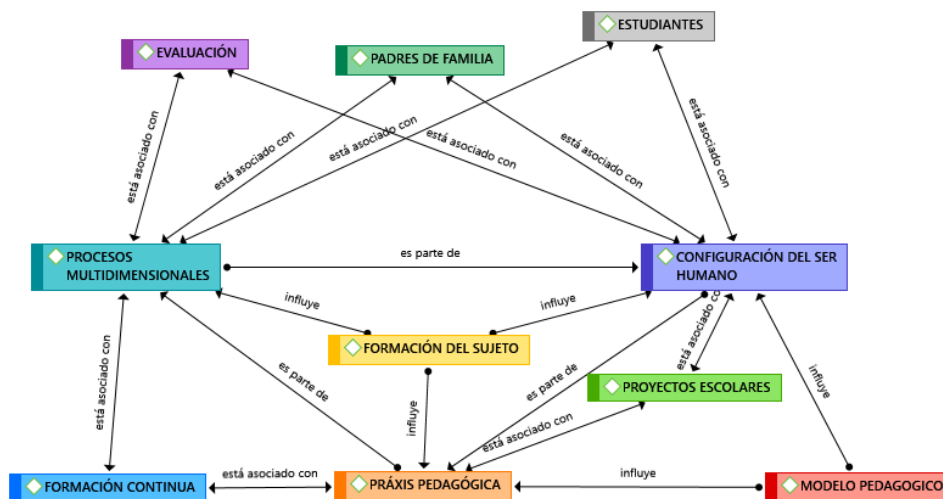 ESTUDIANTES
EVALUACIÓN
PADRES DE FAMILIA
está asociado con
está asociado con
está asociado con
está asociado con
está asociado con
está asociado con
PROCESOS
MULTIDIMENSIONALES
es parte de
CONFIGURACIÓN DEL SER
HUMANO
influye
influye
está asociado con
FORMACIÓN DEL SUJETO
está asociado con
es parte de
es parte de
PROYECTOS ESCOLARES
influye
influye
está asociado con
FORMACIÓN CONTINUA
está asociado con
PRÁXIS PEDAGÓGICA
influye
MODELO PEDAGOGICO